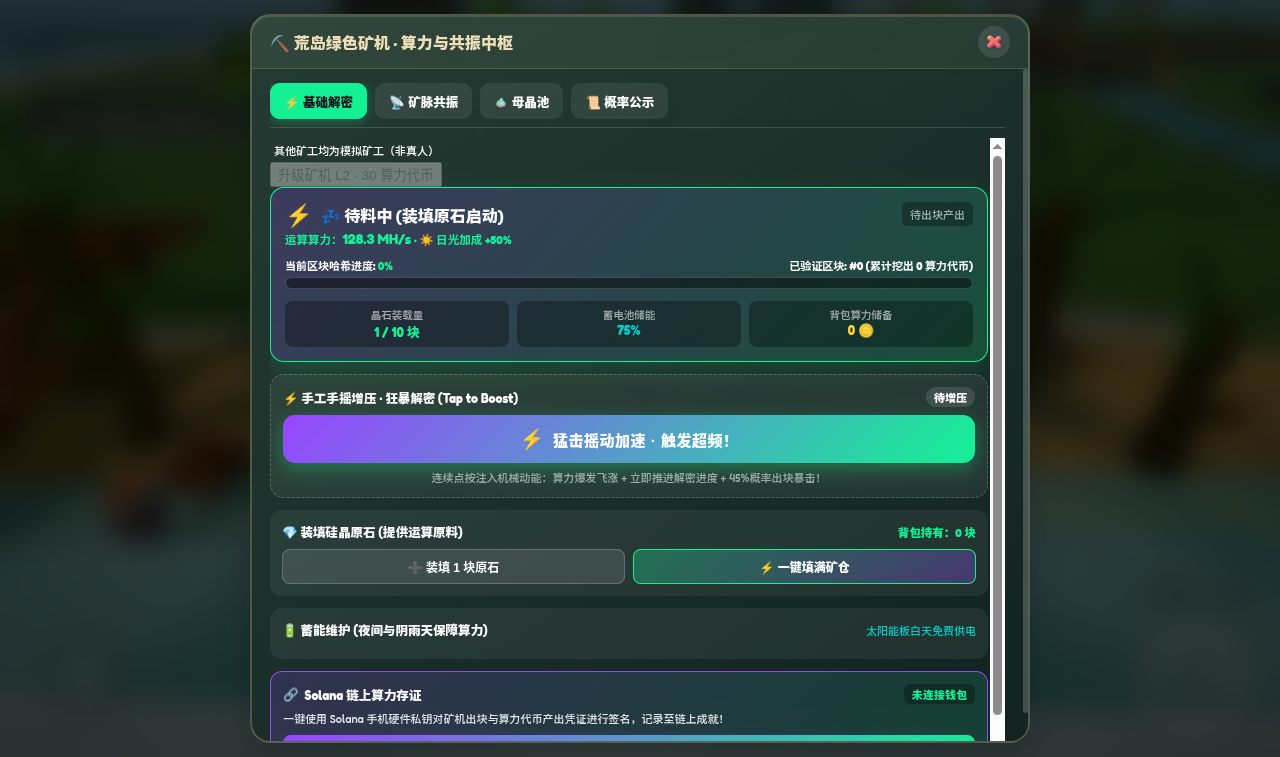 ⛏️ 荒岛绿色矿机 · 算力与共振中枢
⚡ 基础解密
📡 矿脉共振
母晶池
📜 概率公示
其他矿工均为模拟矿工（非真人）
升级矿机 L2 · 30 算力代币
⚡ 💤 待料中 (装填原石启动)
待出块产出
运算算力：128.3 MH/s · ☀️ 日光加成 +50%
当前区块哈希进度: 0%
已验证区块: #0 (累计挖出 0 算力代币)
晶石装载量
1 / 10 块
蓄电池储能
75%
背包算力储备
0 🪙
⚡ 手工手摇增压 · 狂暴解密 (Tap to Boost)
待增压
⚡ 猛击摇动加速 · 触发超频！
连续点按注入机械动能：算力爆发飞涨 + 立即推进解密进度 + 45%概率出块暴击！
💎 装填硅晶原石 (提供运算原料)
背包持有：0 块
➕ 装填 1 块原石
⚡ 一键填满矿仓
🔋 蓄能维护 (夜间与阴雨天保障算力)
太阳能板白天免费供电
🔗 Solana 链上算力存证
未连接钱包
一键使用 Solana 手机硬件私钥对矿机出块与算力代币产出凭证进行签名，记录至链上成就！